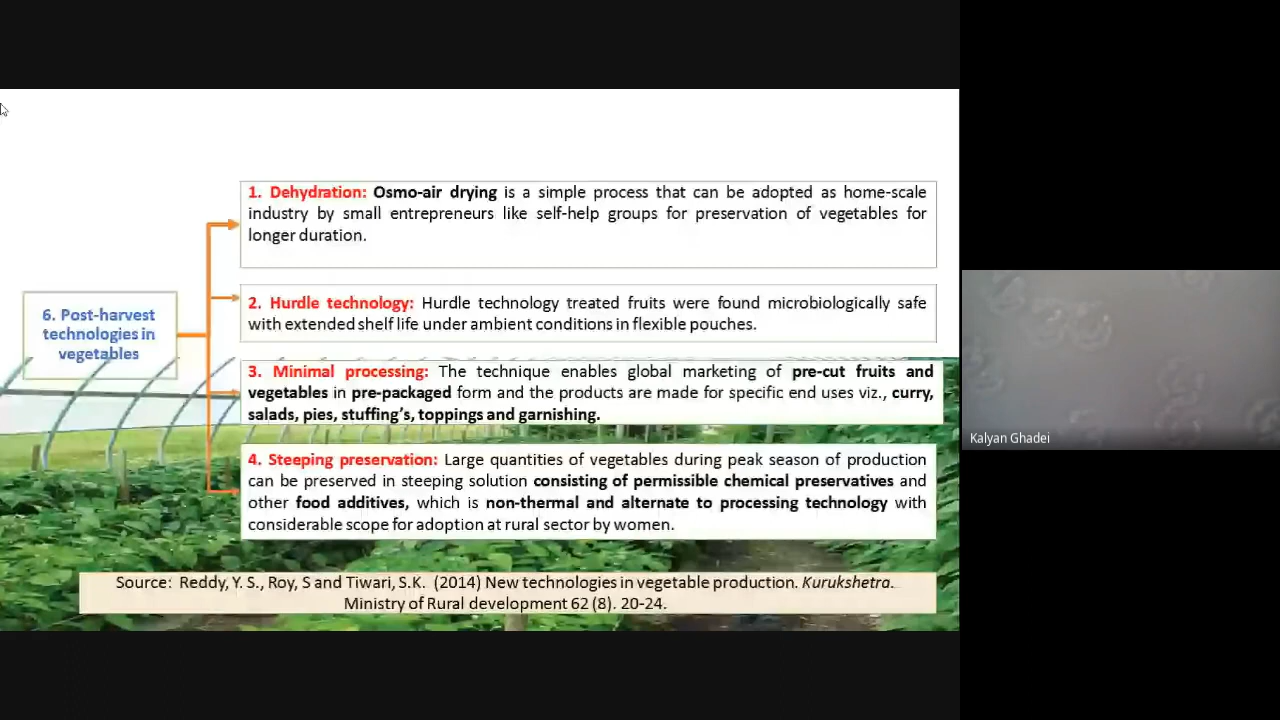 1. Dehydration: Osmo-air drying is a simple process that can be adopted as home-scale
industry by small entrepreneurs like self-help groups for preservation of vegetables for
longer duration.
6. Post-harvest
technologies in
vegetables
2. Hurdle technology: Hurdle technology treated fruits were found microbiologically safe
with extended shelf life under ambient conditions in flexible pouches.
3. Minimal processing: The technique enables global marketing of pre-cut fruits and
vegetables in pre-packaged form and the products are made for specific end uses viz., curry,
salads, pies, stuffing's, toppings and garnishing.
4. Steeping preservation: Large quantities of vegetables during peak season of production
can be preserved in steeping solution consisting of permissible chemical preservatives and
other food additives, which is non-thermal and alternate to processing technology with
considerable scope for adoption at rural sector by women.
Source: Reddy, Y. S., Roy, S and Tiwari, S.K. (2014) New technologies in vegetable production. Kurukshetra.
Ministry of Rural development 62 (8). 20-24.
Kalyan Ghadei